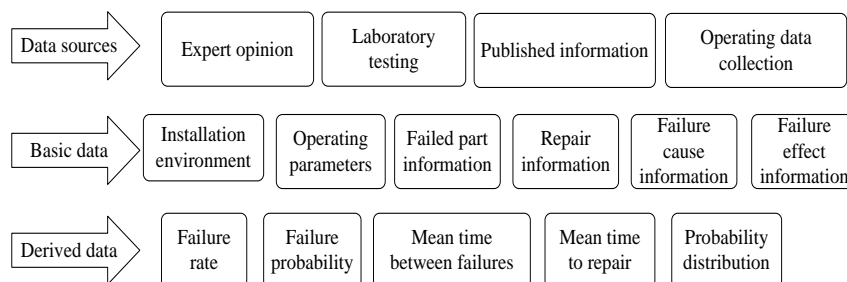 Data sources
Expert opinion
Laboratory
testing
Published information
Operating data
collection
Basic data
Installation
environment
Operating
parameters
Failed part
information
Repair
information
Failure
cause
information
Failure
effect
information
Derived data
Failure
rate
Failure
probability
Mean time
between failures
Mean time
to repair
Probability
distribution